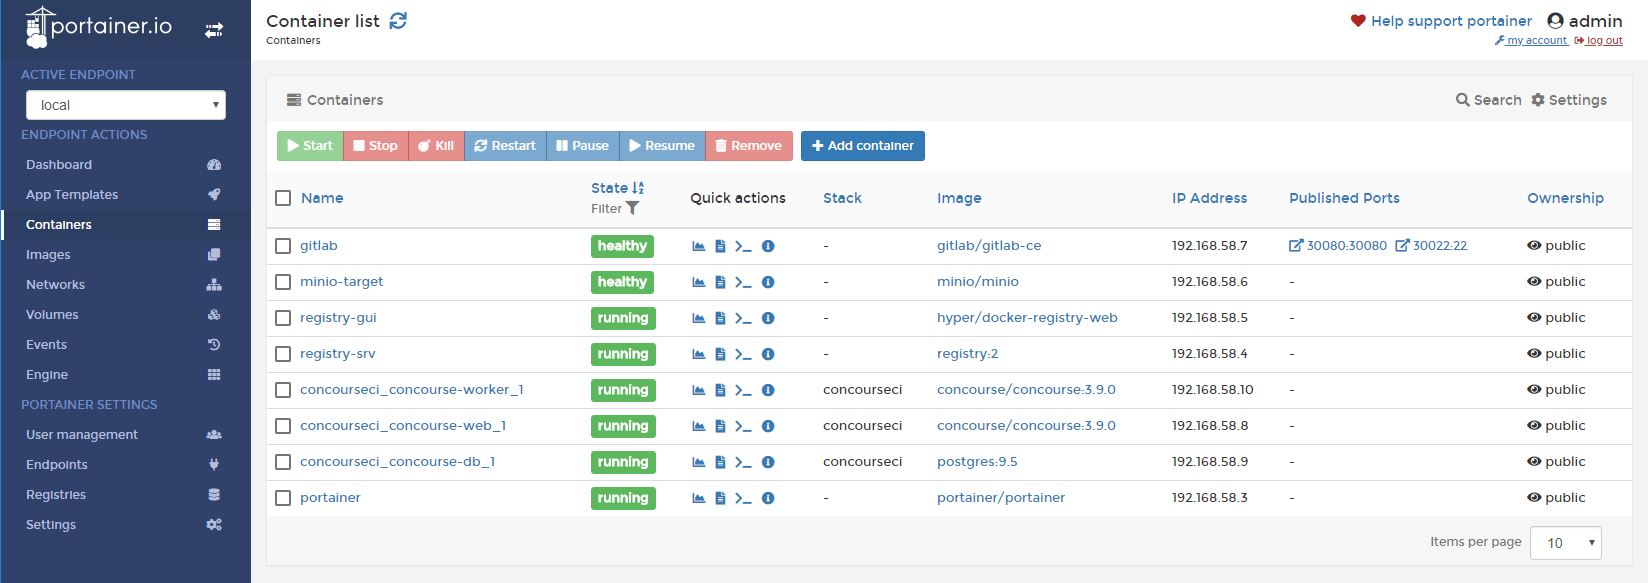 portainer.io
Container list
Containers
Help support portainer admin
my account log out
ACTIVE ENDPOINT
local
ENDPOINT ACTIONS
Dashboard
App Templates
Containers
Images
Networks
Volumes
Events
Engine
PORTAINER SETTINGS
User management
Endpoints
Registries
Settings
Containers Search Settings
Start Stop Kill Restart Pause Resume Remove Add container
Name State Filter Quick actions Stack Image IP Address Published Ports Ownership
gitlab healthy - gitlab/gitlab-ce 192.168.58.7 30080:30080 30022:22 public
minio-target healthy - minio/minio 192.168.58.6 - public
registry-gui running - hyper/docker-registry-web 192.168.58.5 - public
registry-srv running - registry:2 192.168.58.4 - public
concourseci_concourse-worker_1 running concourseci concourse/concourse:3.9.0 192.168.58.10 - public
concourseci_concourse-web_1 running concourseci concourse/concourse:3.9.0 192.168.58.8 - public
concourseci_concourse-db_1 running concourseci postgres:9.5 192.168.58.9 - public
portainer running - portainer/portainer 192.168.58.3 - public
Items per page 10